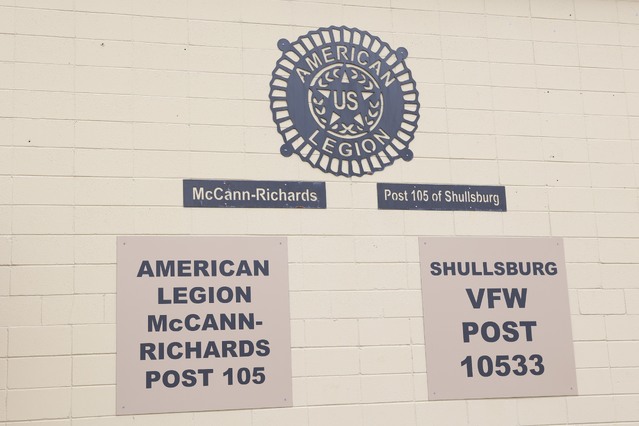 AMERICAN
US
LEGION
McCann-Richards
Post 105 of Shullsburg
AMERICAN
LEGION
McCANN-
RICHARDS
POST 105
SHULLSBURG
VFW
POST
10533